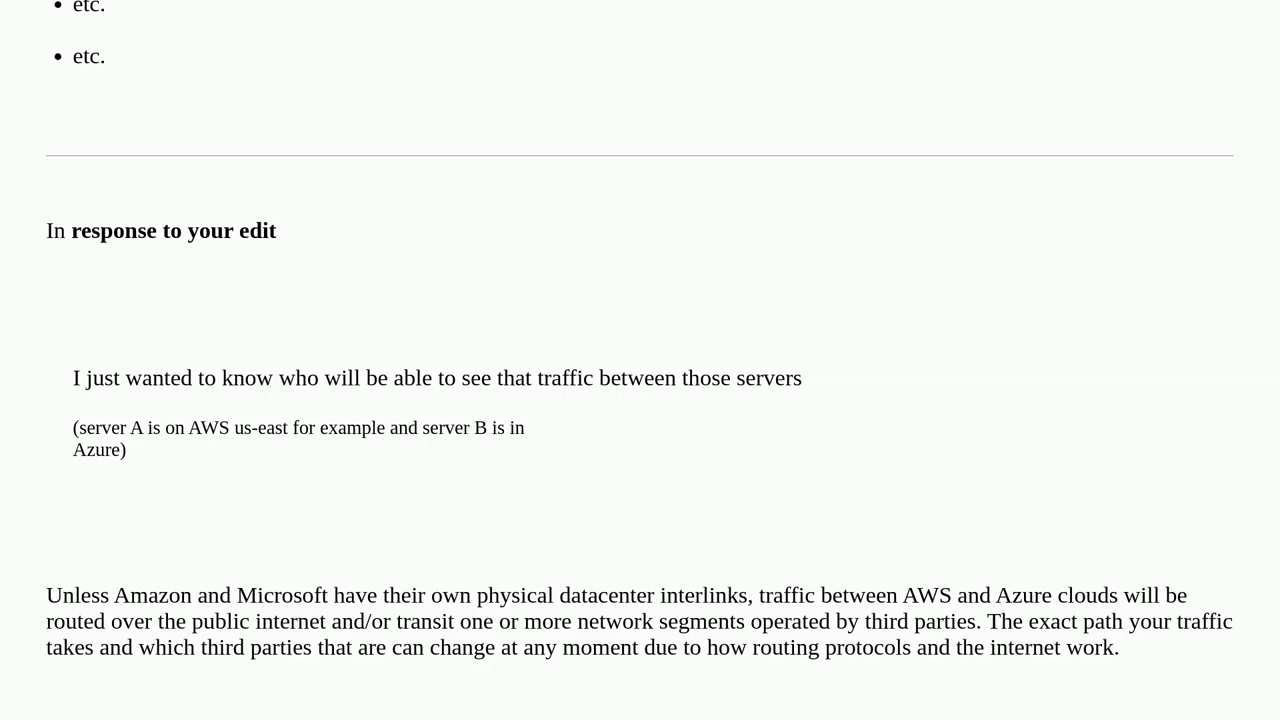 • etc.
• etc.
In response to your edit
I just wanted to know who will be able to see that traffic between those servers
(server A is on AWS us-east for example and server B is in
Azure)
Unless Amazon and Microsoft have their own physical datacenter interlinks, traffic between AWS and Azure clouds will be
routed over the public internet and/or transit one or more network segments operated by third parties. The exact path your traffic
takes and which third parties that are can change at any moment due to how routing protocols and the internet work.